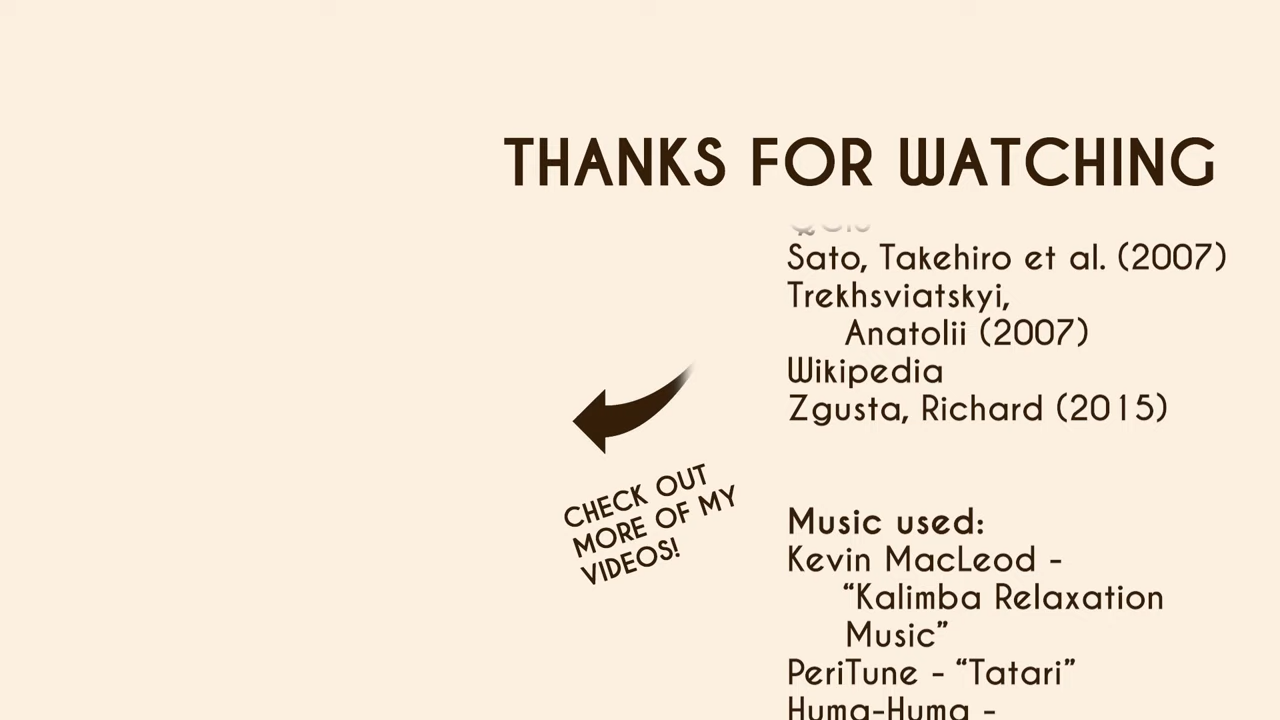 THANKS FOR WATCHING
Sato, Takehiro et al. (2007)
Trekhsviatskyi,
Anatolii (2007)
Wikipedia
Zgusta, Richard (2015)
CHECK OUT
MORE OF MY
VIDEOS!
Music used:
Kevin MacLeod -
“Kalimba Relaxation
Music”
PeriTune - “Tatari”
Huma-Huma -